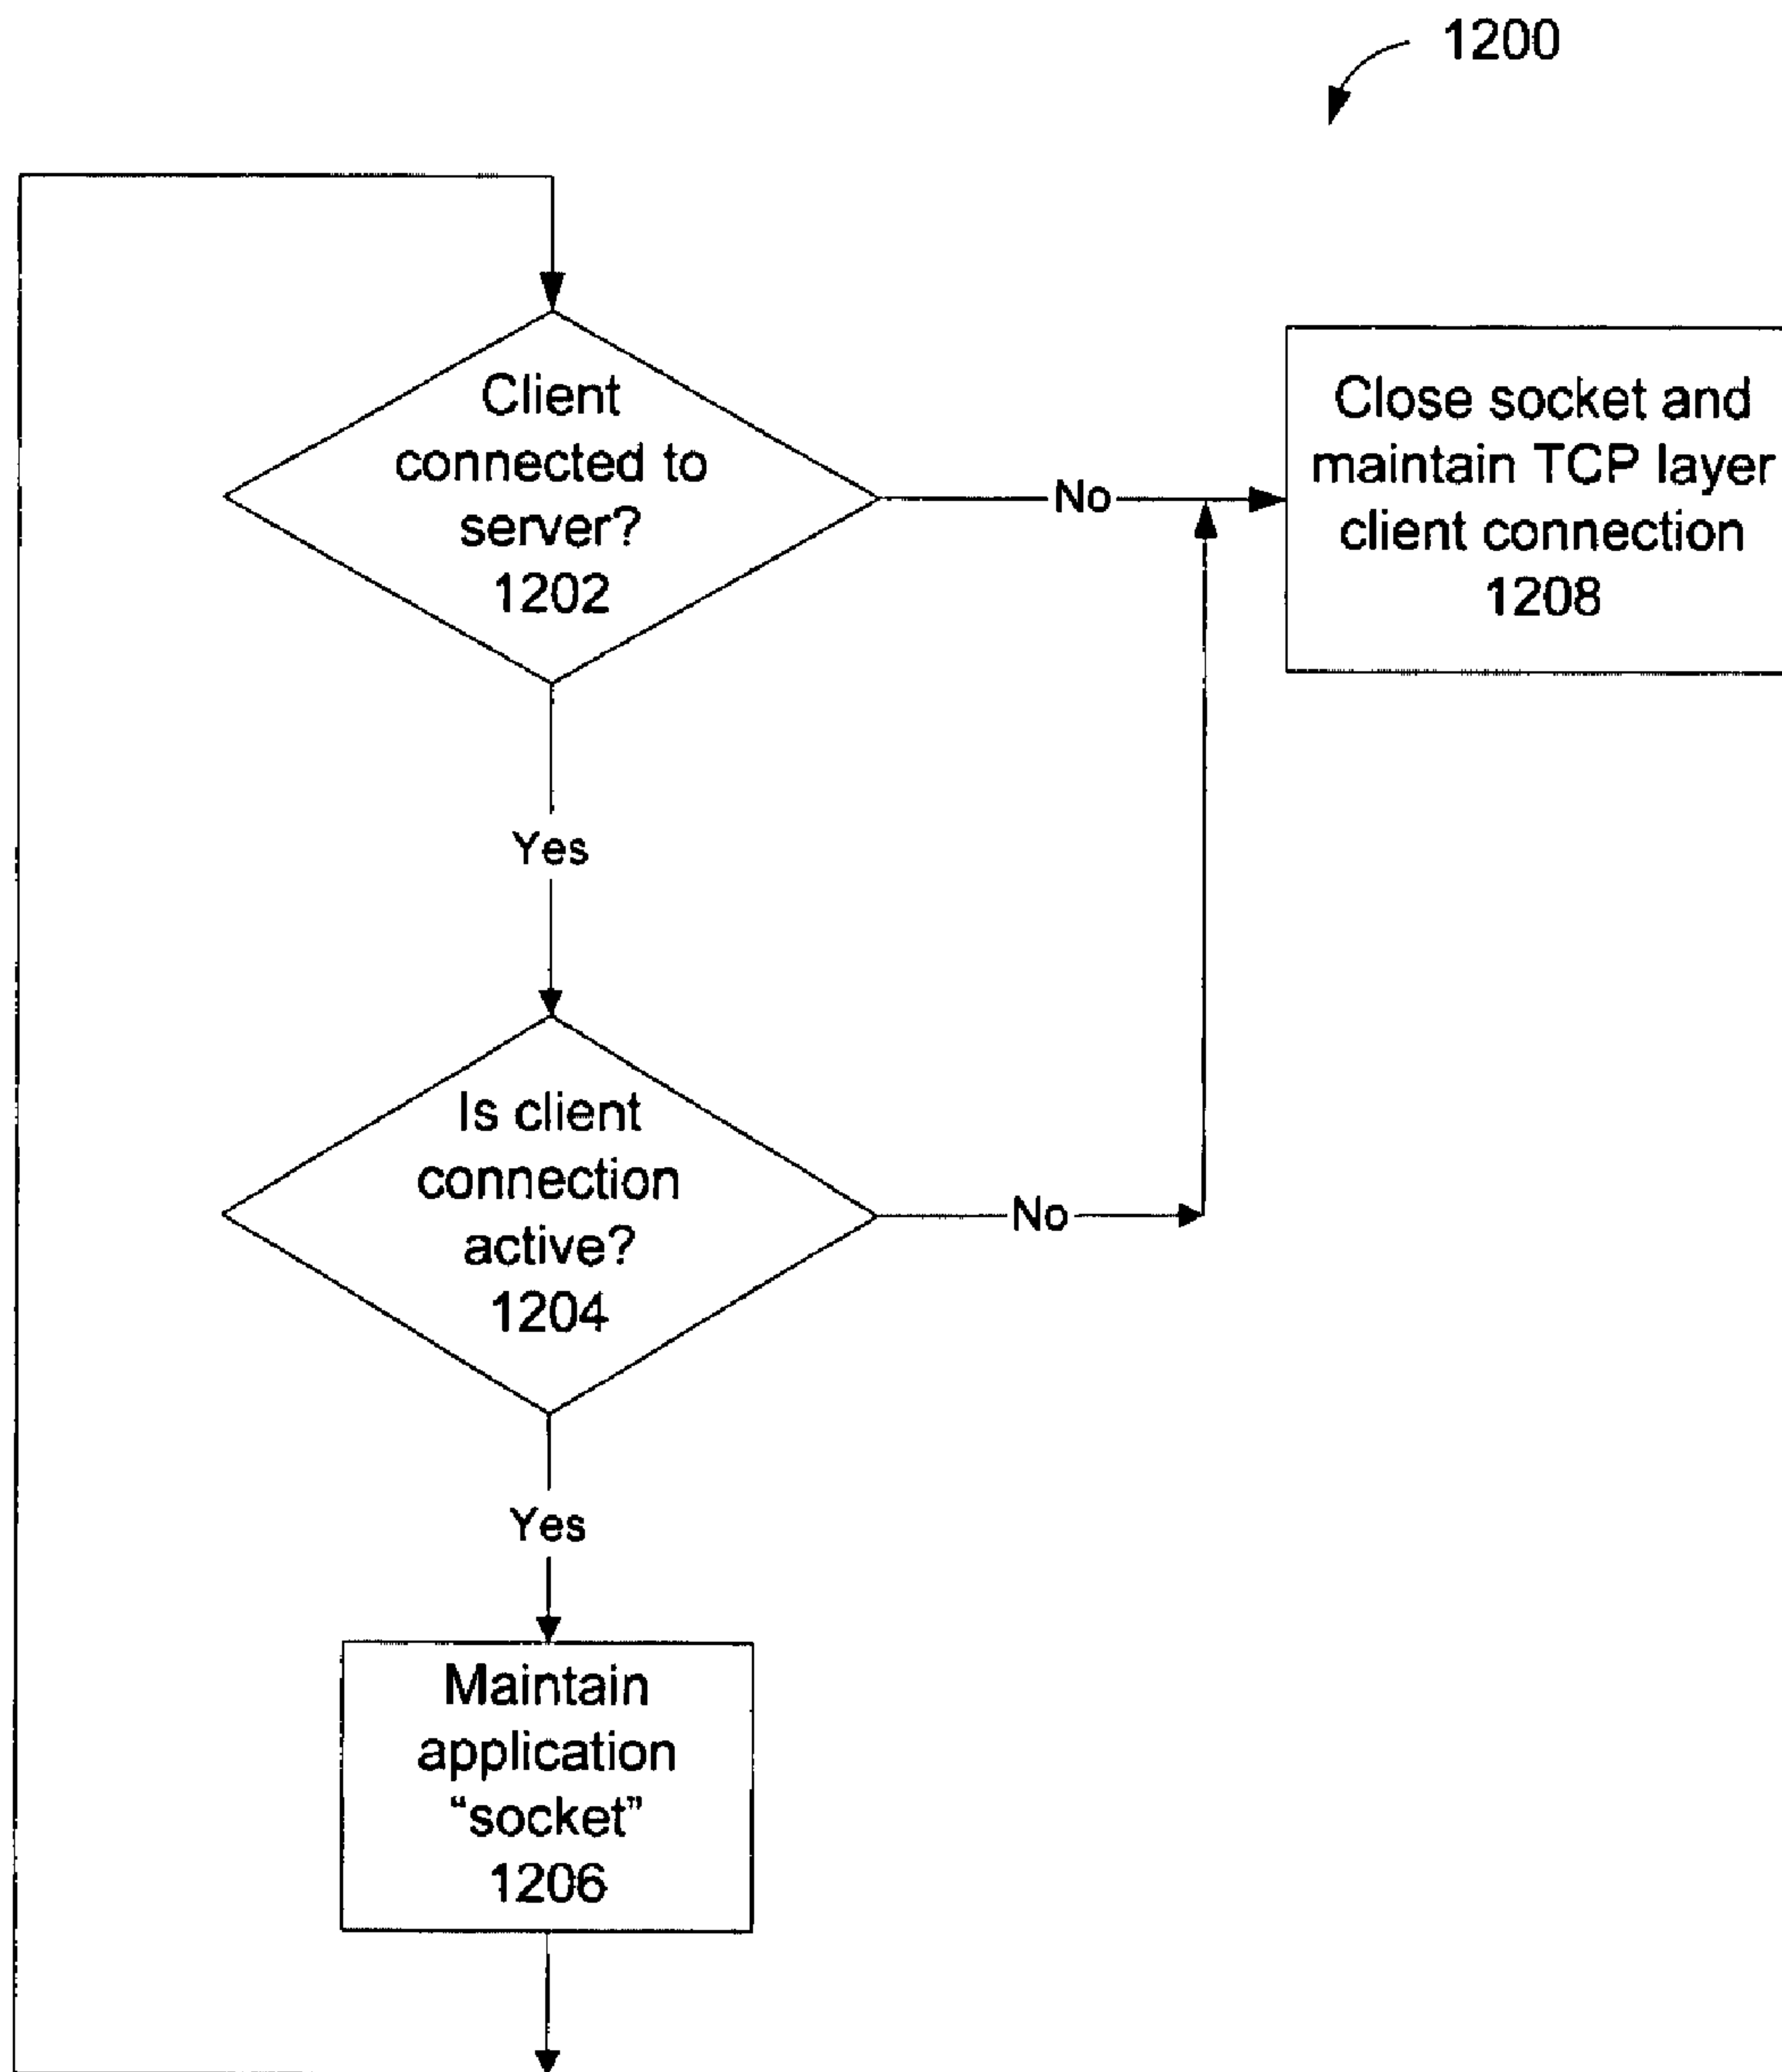 1200
Client
connected to
server?
1202
No
Close socket and
maintain TCP layer
client connection
1208
Yes
Is client
connection
active?
1204
No
Yes
Maintain
application
“socket”
1206